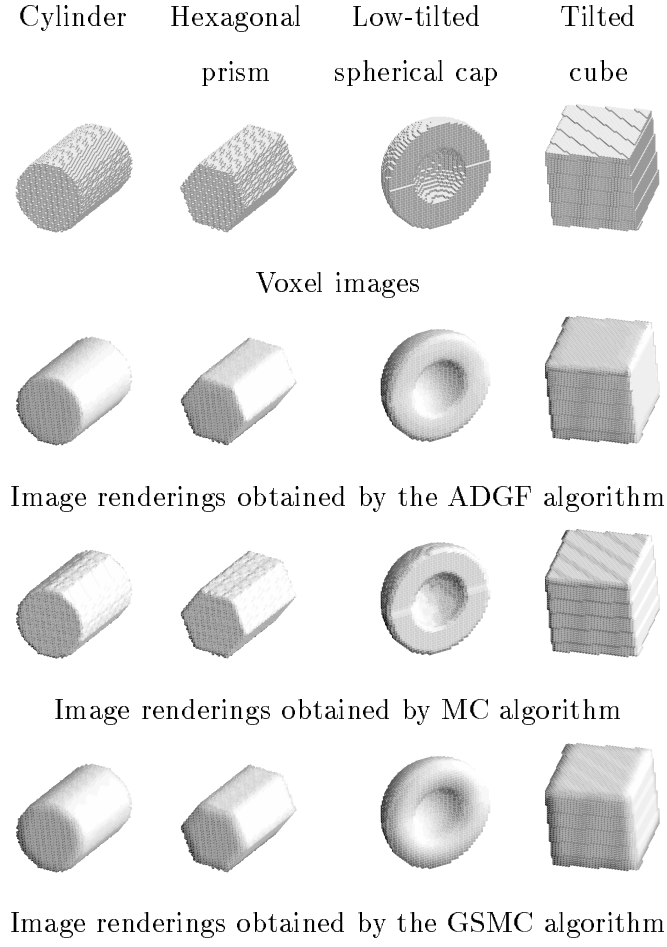 Cylinder Hexagonal prism Low-tilted spherical cap Tilted cube
Voxel images
Image renderings obtained by the ADGF algorithm
Image renderings obtained by MC algorithm
Image renderings obtained by the GSMC algorithm